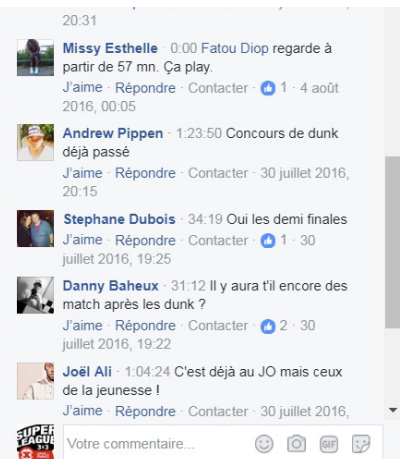 20:31
Missy Esthelle · 0:00 Fatou Diop regarde à
partir de 57 mn. Ça play.
J'aime · Répondre · Contacter · 1 · 4 août
2016, 00:05
Andrew Pippen · 1:23:50 Concours de dunk
déjà passé
J'aime · Répondre · Contacter · 30 juillet 2016,
20:15
Stephane Dubois · 34:19 Oui les demi finales
J'aime · Répondre · Contacter · 1 · 30
juillet 2016, 19:25
Danny Baheux · 31:12 Il y aura t'il encore des
match après les dunk ?
J'aime · Répondre · Contacter · 2 · 30
juillet 2016, 19:22
Joël Ali · 1:04:24 C'est déjà au JO mais ceux
de la jeunesse !
J'aime · Répondre · Contacter · 30 juillet 2016,
SUPER
LEAGUE
3x3
Votre commentaire...
GIF